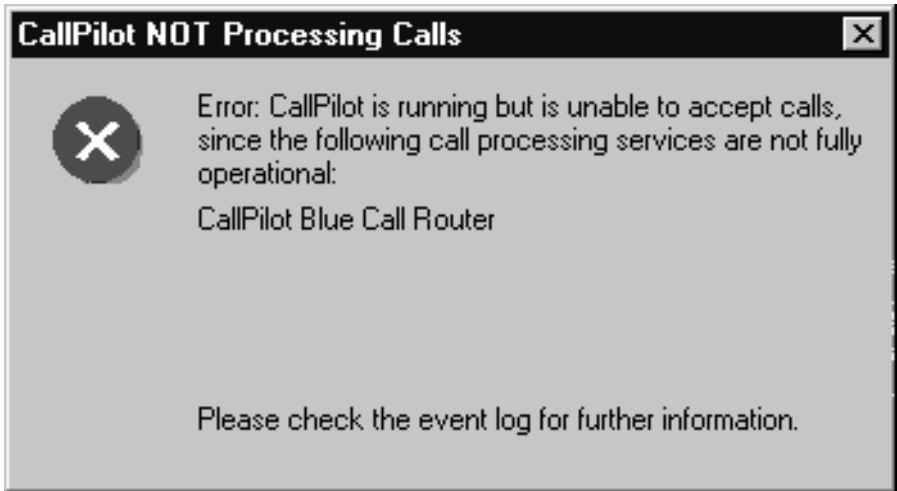 CallPilot NOT Processing Calls
Error: CallPilot is running but is unable to accept calls,
since the following call processing services are not fully
operational:
CallPilot Blue Call Router
Please check the event log for further information.